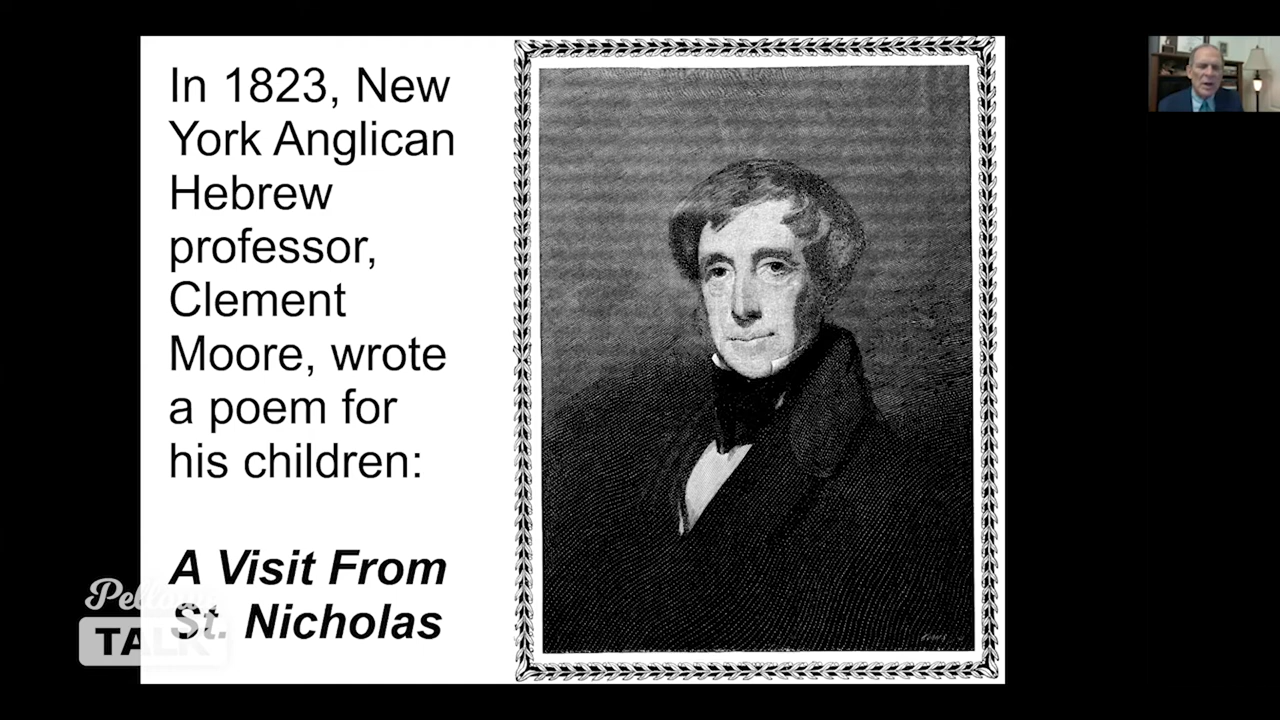 In 1823, New
York Anglican
Hebrew
professor,
Clement
Moore, wrote
a poem for
his children:
A Visit From
St. Nicholas
TALK